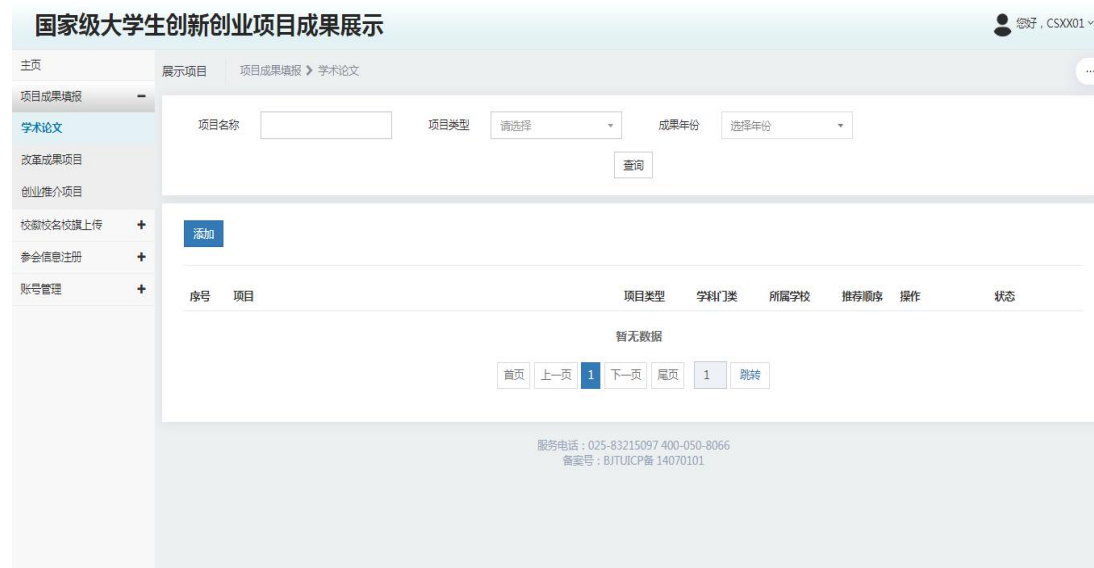 国家级大学生创新创业项目成果展示
您好，CSXX01
主页
项目成果填报
学术论文
改革成果项目
创业推介项目
校徽校名校旗上传
参会信息注册
账号管理
展示项目 项目成果填报 学术论文
项目名称 项目类型 请选择 成果年份 选择年份
查询
添加
序号 项目 项目类型 学科门类 所属学校 推荐顺序 操作 状态
暂无数据
首页 上一页 1 下一页 尾页 1 跳转
服务电话：025-83215097 400-050-8066
备案号：BJTUICP备 14070101